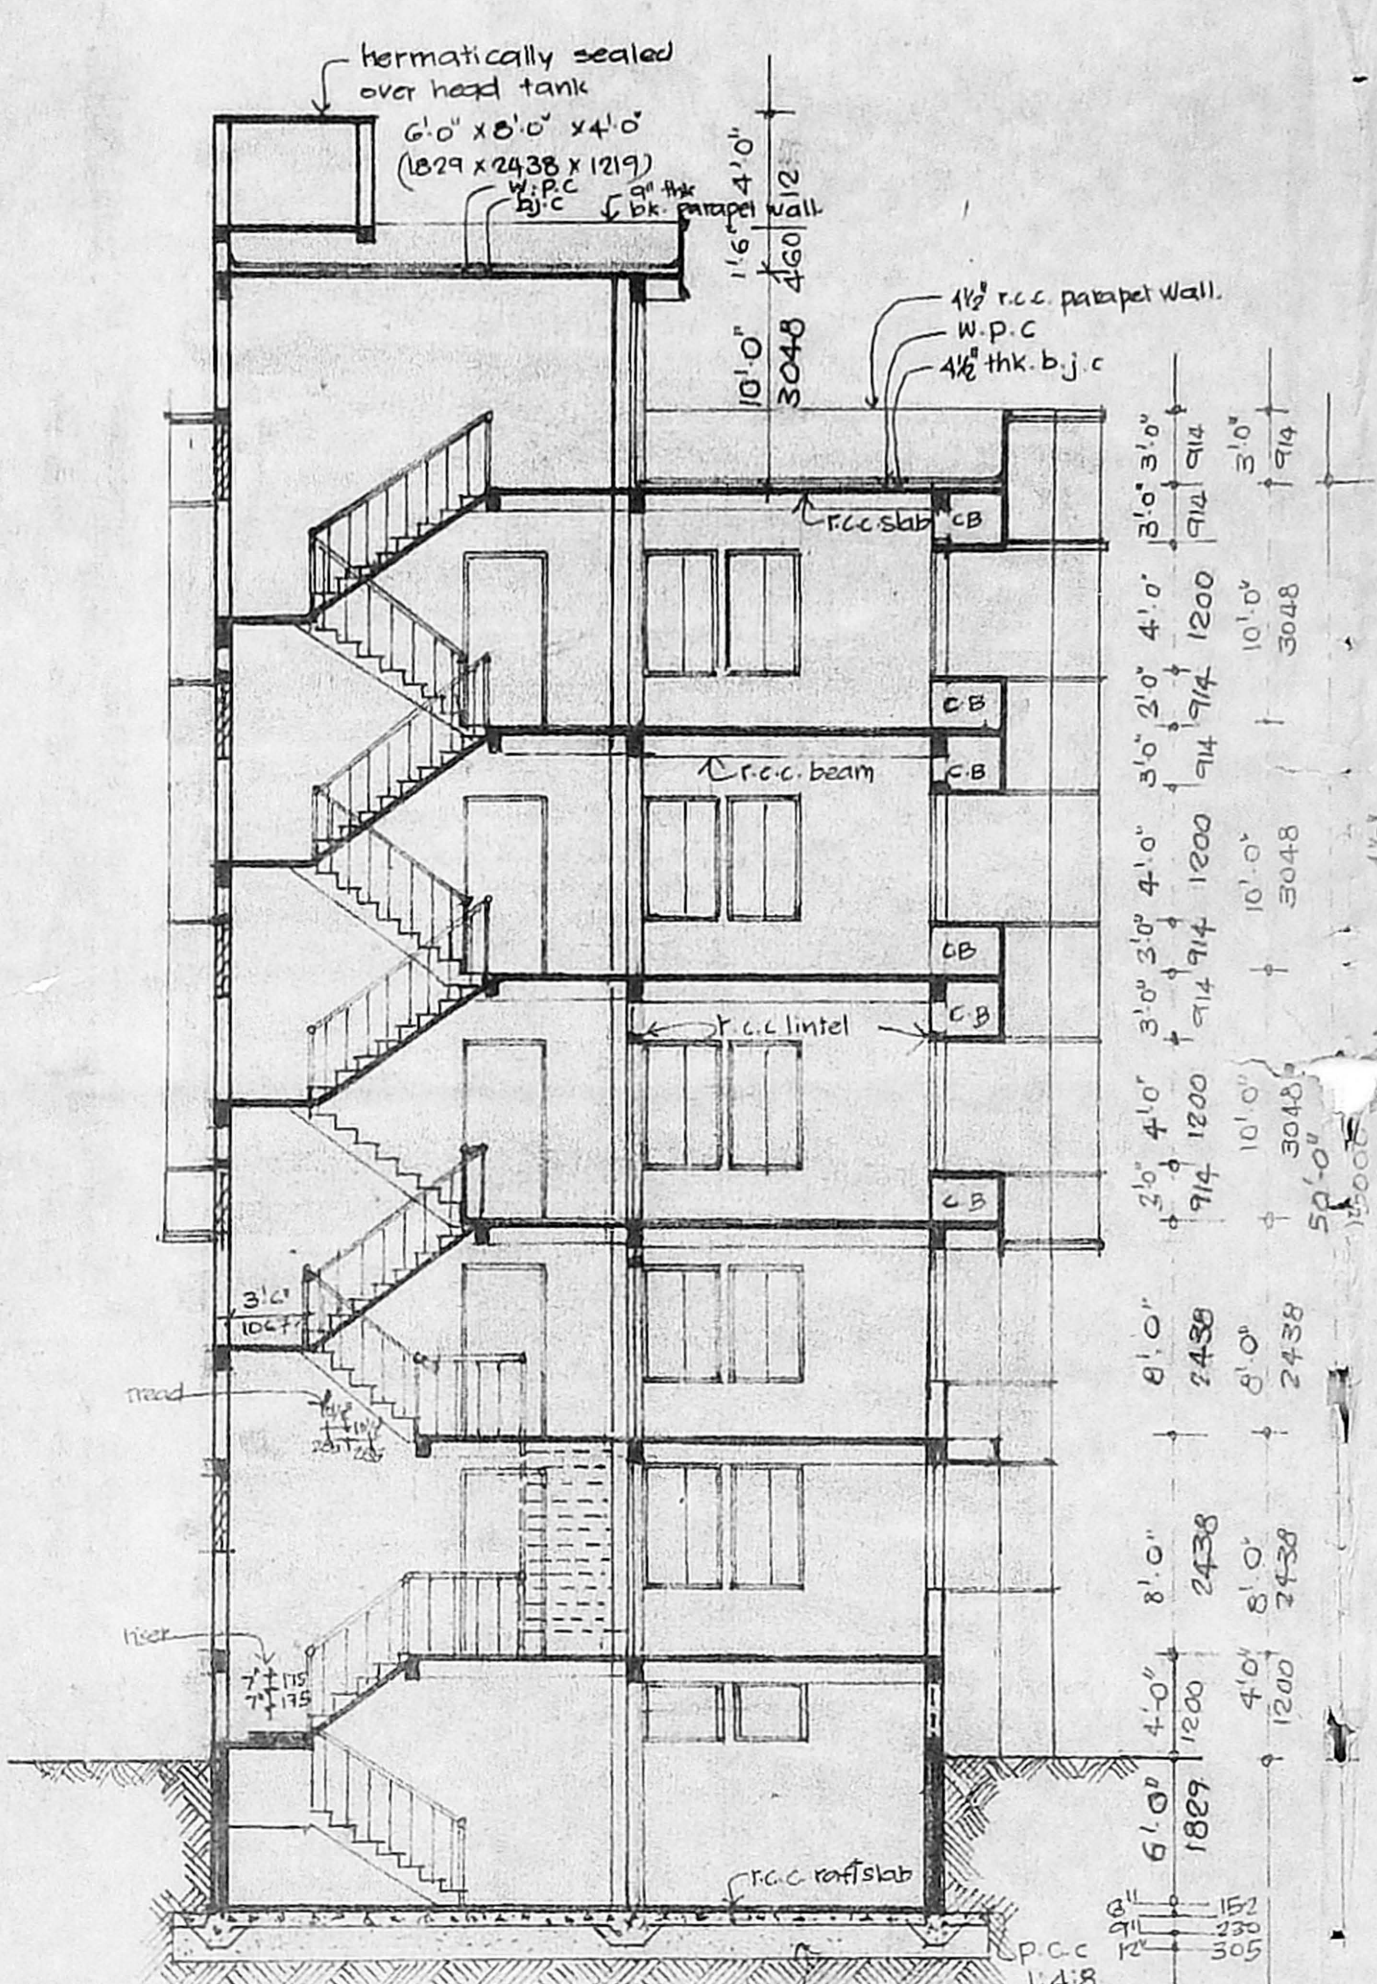 hermatically sealed
over head tank
6'.0" x 8'.0" x 4'.0"
(1829 x 2438 x 1219)
w.p.c
bj.c
9" thk
bk. parapet wall
4'.0"
1'.6"
460
10'.0"
3048
4½" r.c.c. parapet wall.
w.p.c
4½" thk. b.j.c
r.c.c. slab
CB
C.B
r.c.c. beam
C.B
CB
C.B
r.c.c lintel
C.B
3'.6"
1067
tread
riser
7" 175
7" 175
r.c.c. raft slab
p.c.c
1:4:8
3'.0"
914
3'.0"
914
4'.0"
1200
2'.0"
914
3'.0"
914
4'.0"
1200
3'.0"
914
3'.0"
914
4'.0"
1200
2'.0"
914
8'.0"
2438
8'.0"
2438
4'-0"
1200
6'.0"
1829
152
9" 230
12" 305
3'.0"
914
10'.0"
3048
10'.0"
3048
10'.0"
3048
8'.0"
2438
8'.0"
2438
4'.0"
1200
50'-0"